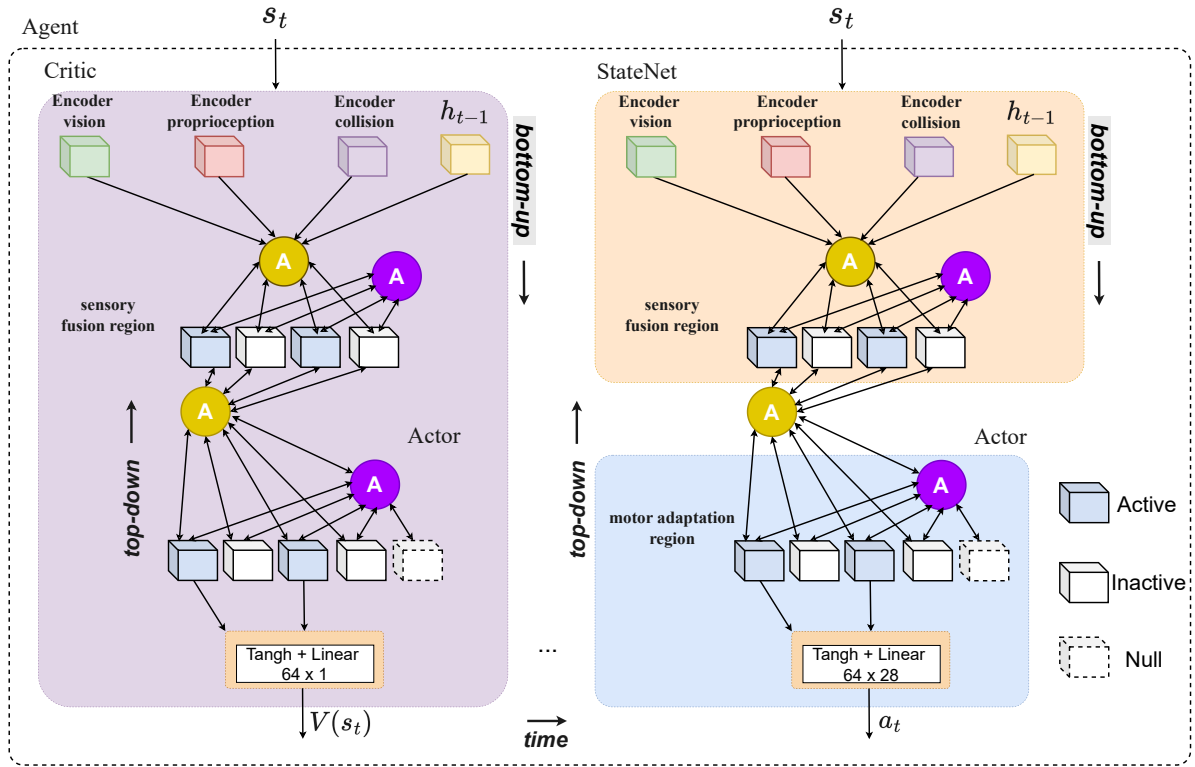 Agent
s_t
s_t
Critic
StateNet
Encoder
vision
Encoder
proprioception
Encoder
collision
h_{t-1}
bottom-up
Encoder
vision
Encoder
proprioception
Encoder
collision
h_{t-1}
bottom-up
A
A
A
A
sensory
fusion region
sensory
fusion region
A
A
top-down
Actor
top-down
Actor
A
A
motor adaptation
region
Active
Inactive
Null
Tangh + Linear
64 x 1
...
Tangh + Linear
64 x 28
V(s_t)
time
a_t